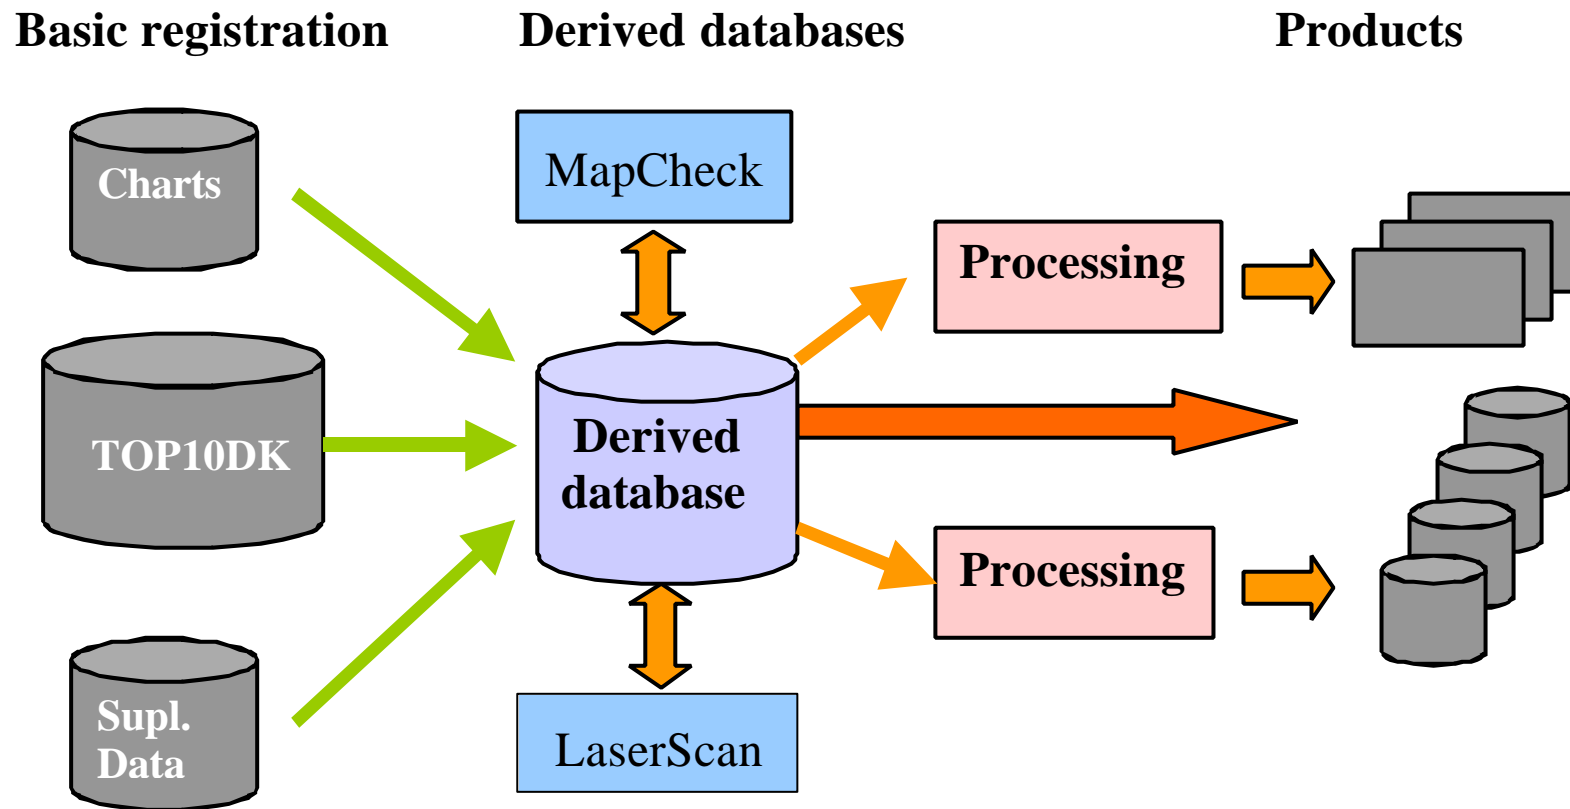 Basic registration
Derived databases
Products
Charts
MapCheck
Processing
TOP10DK
Derived
database
Processing
Supl.
Data
LaserScan